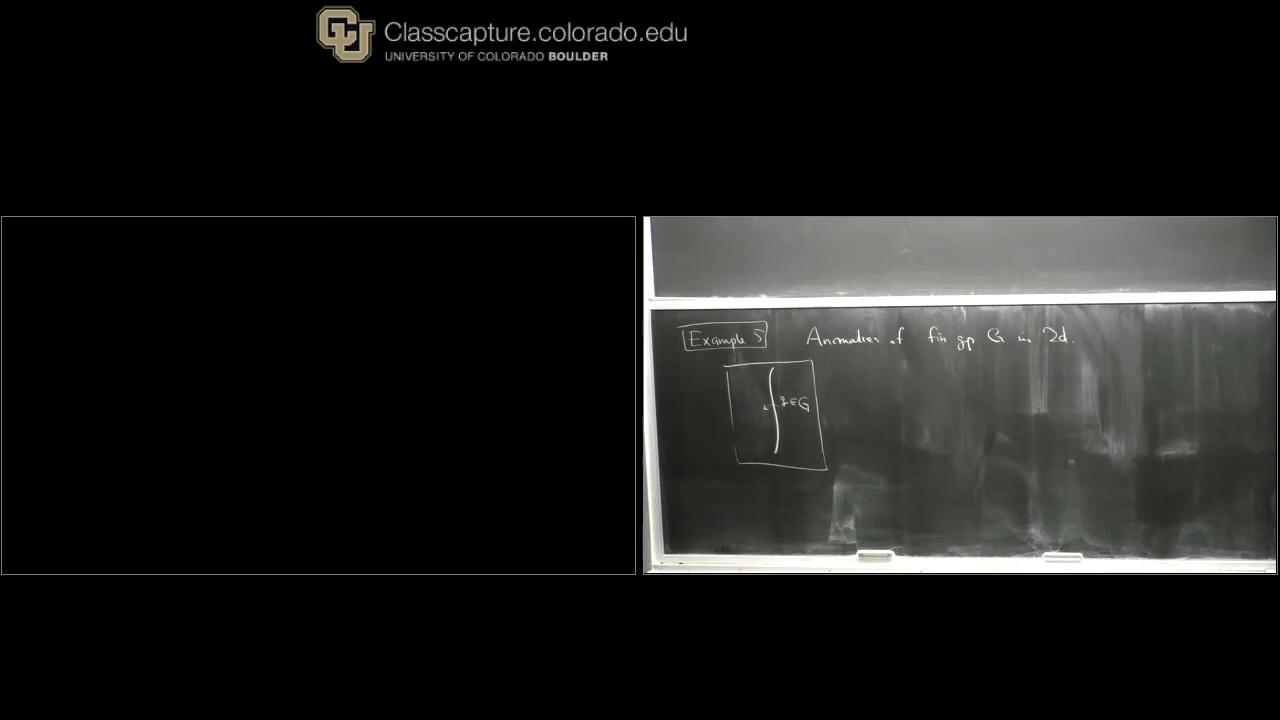 Classcapture.colorado.edu
UNIVERSITY OF COLORADO BOULDER
Example 5 Anomalies of fin gp G in 2d.
g ∈ G